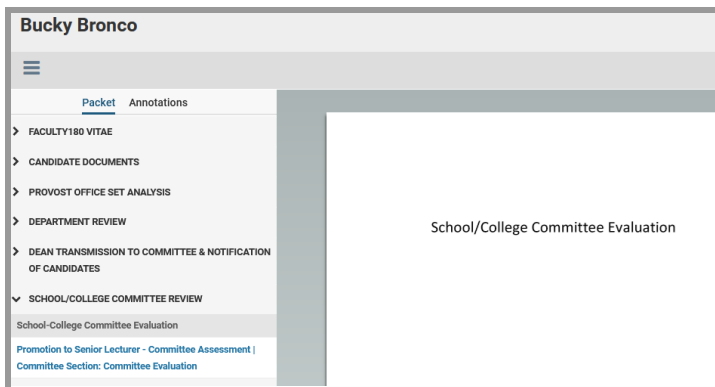 Bucky Bronco
Packet Annotations
FACULTY180 VITAE
CANDIDATE DOCUMENTS
PROVOST OFFICE SET ANALYSIS
DEPARTMENT REVIEW
DEAN TRANSMISSION TO COMMITTEE & NOTIFICATION
OF CANDIDATES
SCHOOL/COLLEGE COMMITTEE REVIEW
School-College Committee Evaluation
Promotion to Senior Lecturer - Committee Assessment |
Committee Section: Committee Evaluation
School/College Committee Evaluation